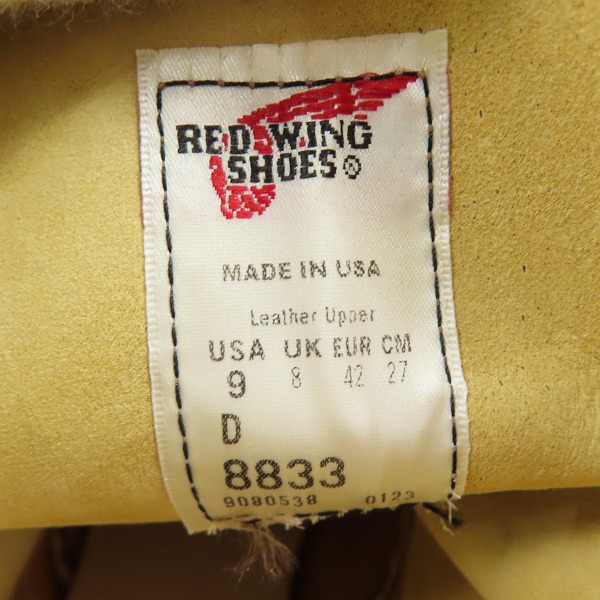 RED WING
SHOES®
MADE IN USA
Leather Upper
USA UK EUR CM
9 8 42 27
D
8833
9080538 0123